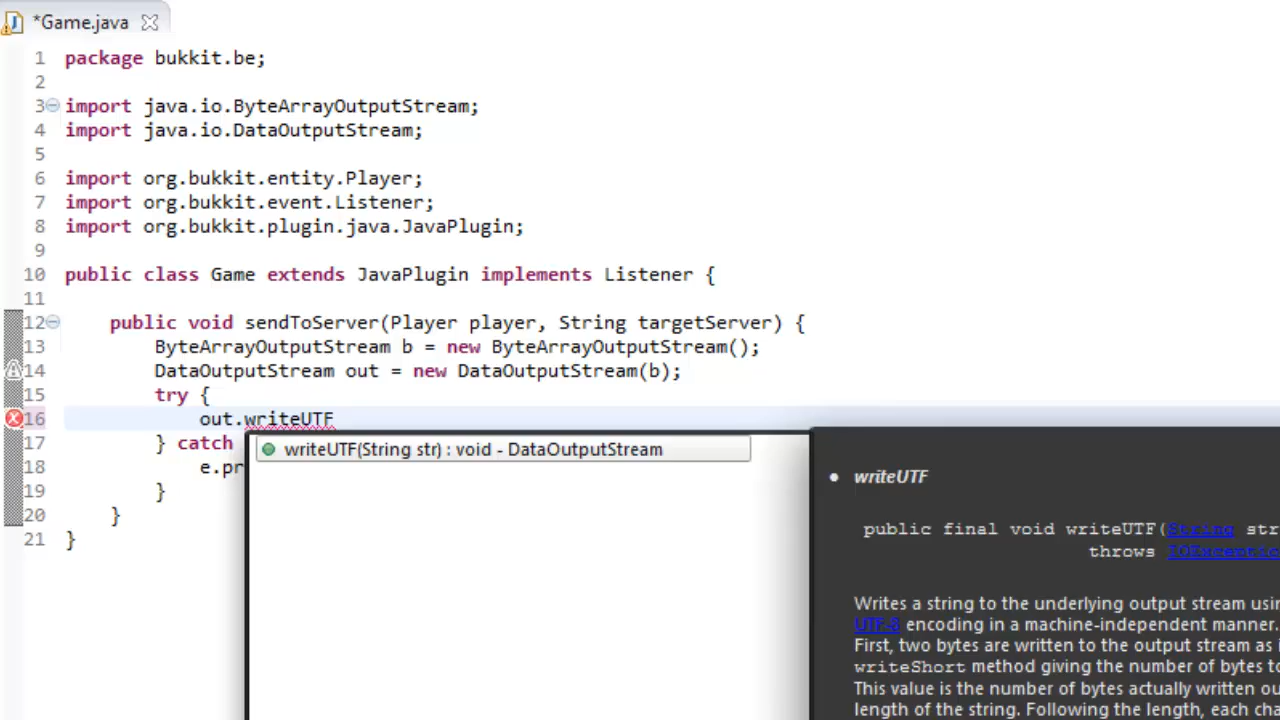 *Game.java
1 package bukkit.be;
2
3 import java.io.ByteArrayOutputStream;
4 import java.io.DataOutputStream;
5
6 import org.bukkit.entity.Player;
7 import org.bukkit.event.Listener;
8 import org.bukkit.plugin.java.JavaPlugin;
9
10 public class Game extends JavaPlugin implements Listener {
11
12 public void sendToServer(Player player, String targetServer) {
13 ByteArrayOutputStream b = new ByteArrayOutputStream();
14 DataOutputStream out = new DataOutputStream(b);
15 try {
16 out.writeUTF
17 } catch
18 e.pr
19 }
20 }
21 }
writeUTF(String str) : void - DataOutputStream
writeUTF
public final void writeUTF(String str
throws IOExceptio
Writes a string to the underlying output stream usin
UTF-8 encoding in a machine-independent manner.
First, two bytes are written to the output stream as i
writeShort method giving the number of bytes to
This value is the number of bytes actually written ou
length of the string. Following the length, each cha